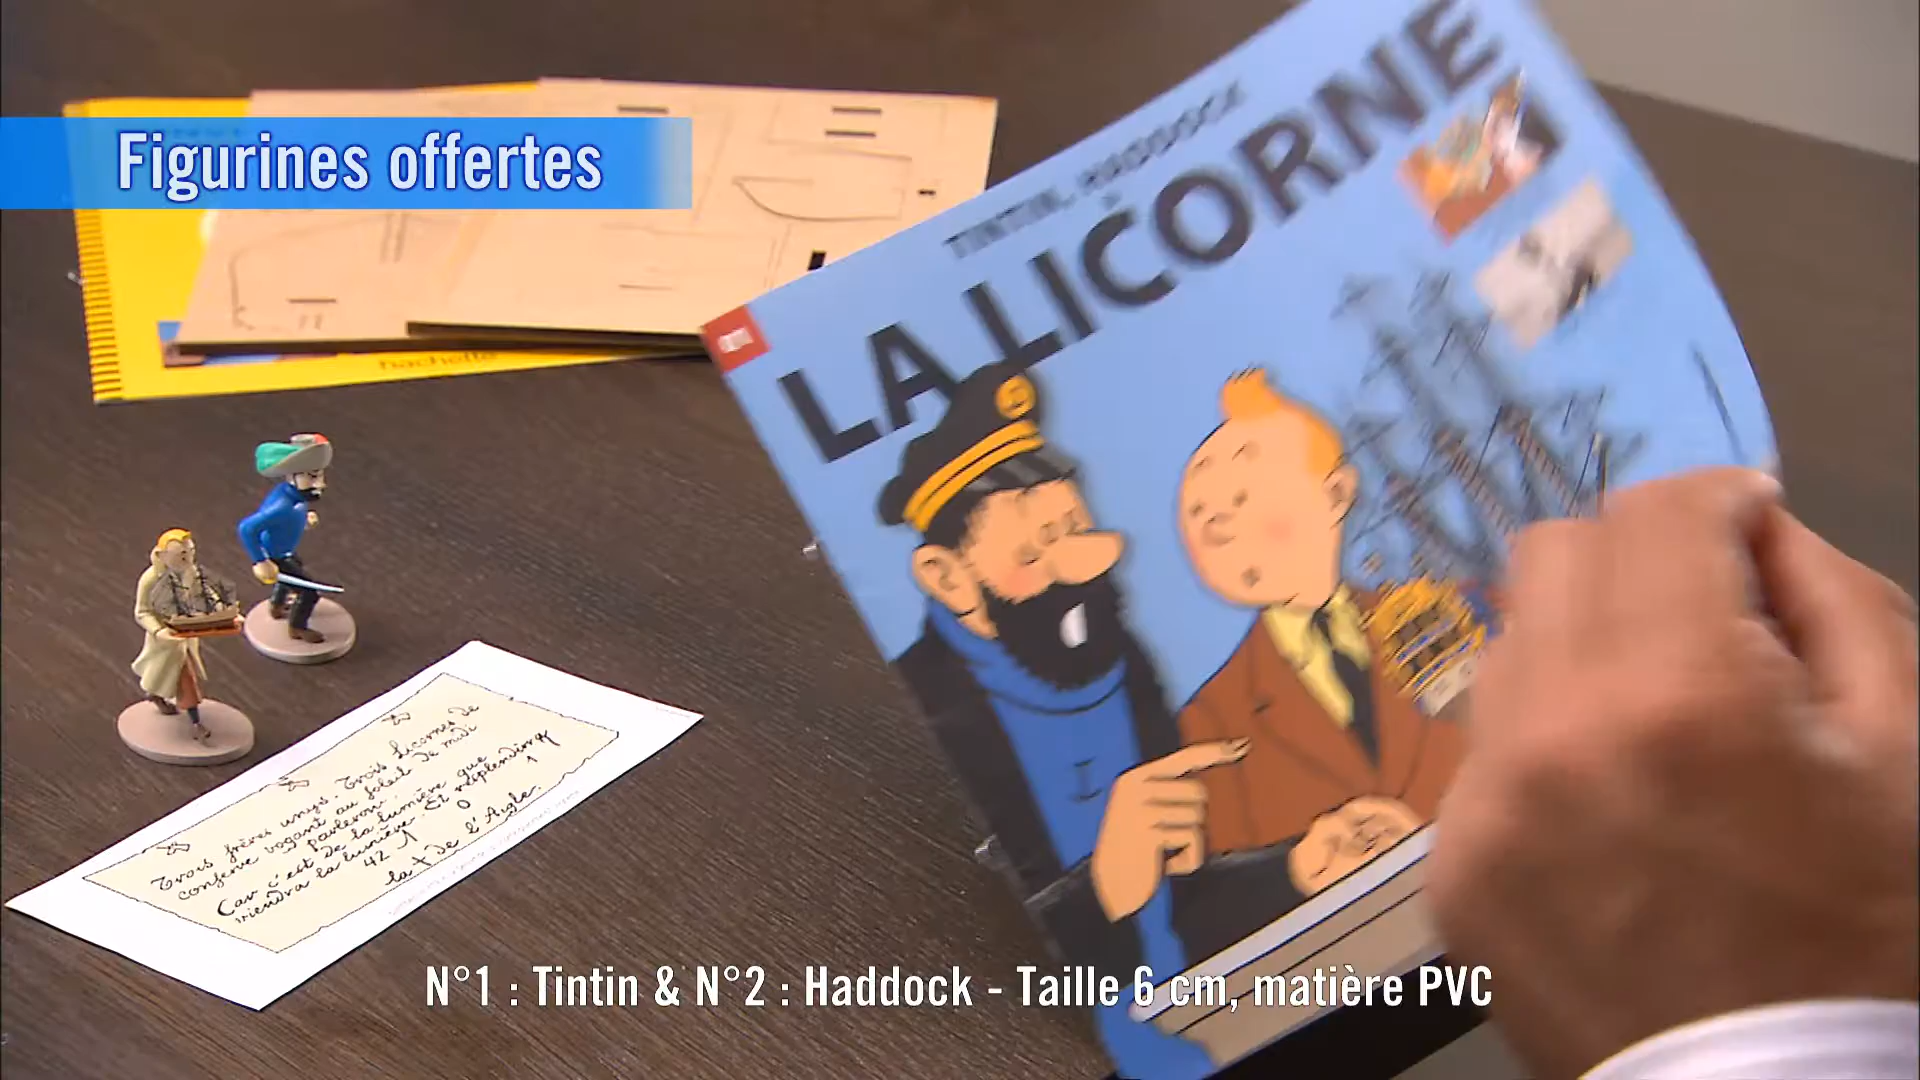 Figurines offertes
TINTIN, HADDOCK
&
LA LICORNE
hachette
Trois frères unys. Trois Licornes de
conserve vogant au soleil de midi
parleront.
Car c'est de la lumière que
viendra la lumière. Et resplendira
42
la + de l'Aigle.
N°1 : Tintin & N°2 : Haddock - Taille 6 cm, matière PVC